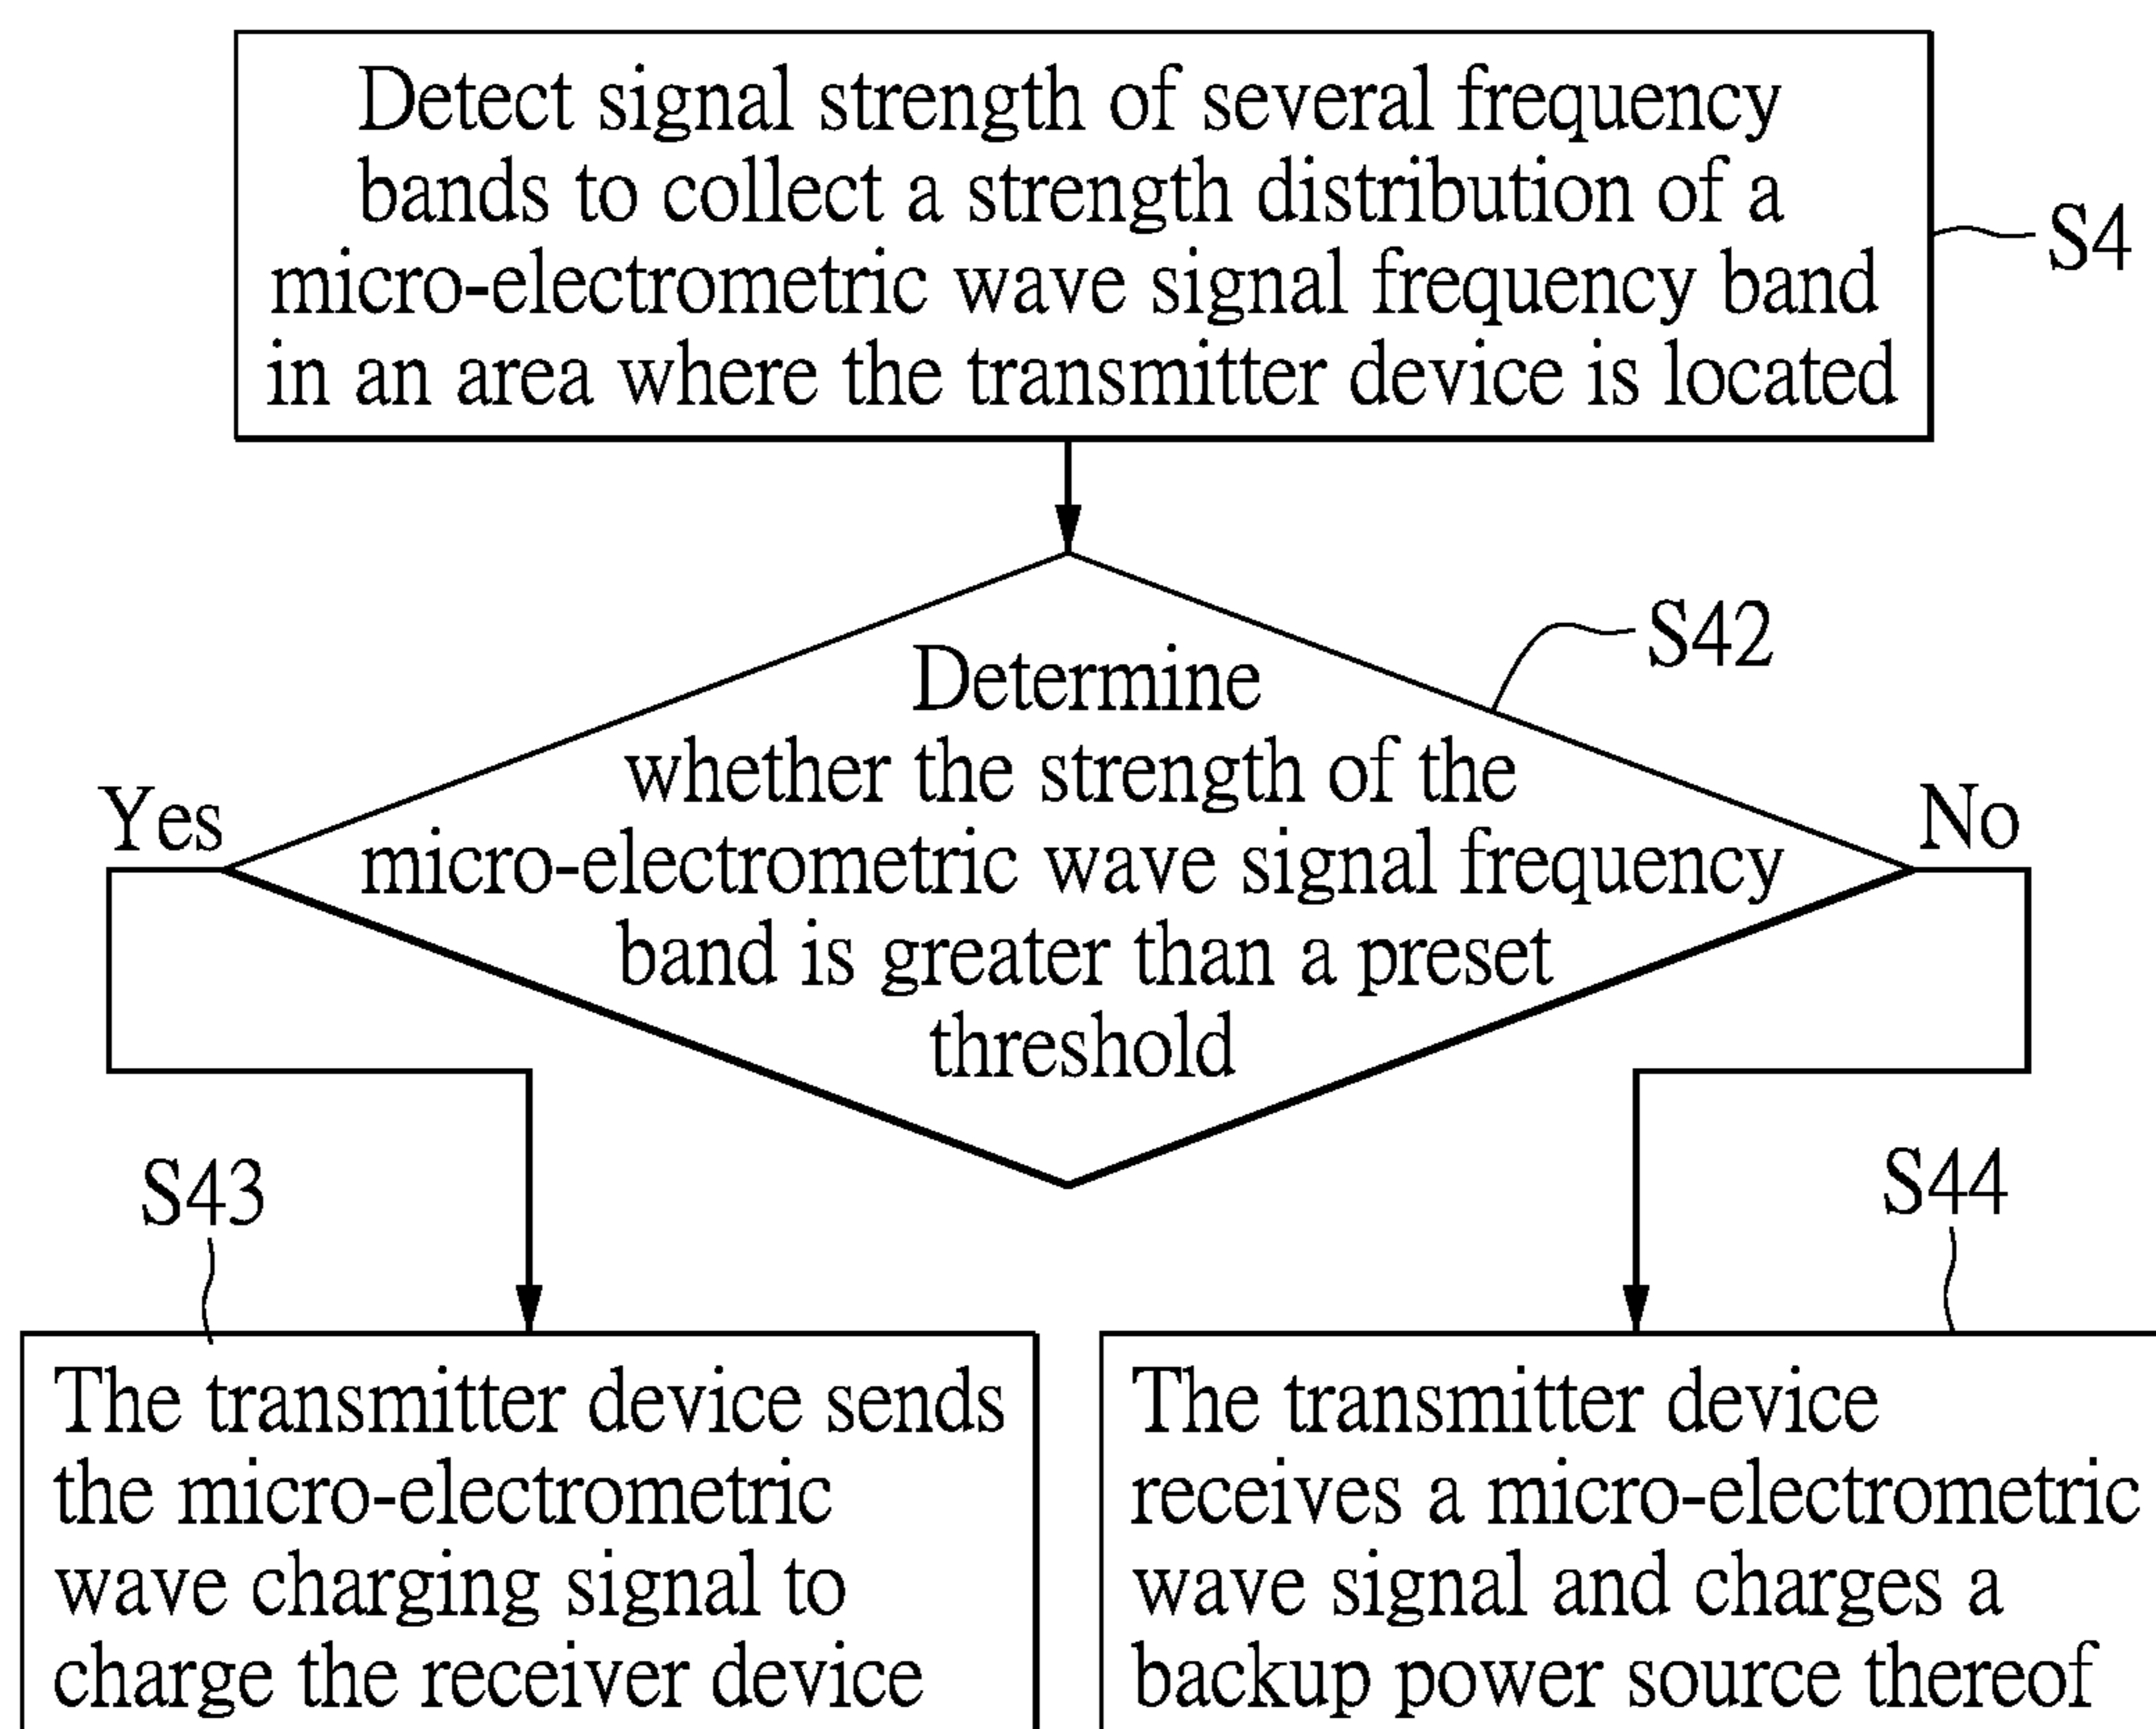 Detect signal strength of several frequency
bands to collect a strength distribution of a
micro-electrometric wave signal frequency band
in an area where the transmitter device is located
S4
S42
Determine
whether the strength of the
micro-electrometric wave signal frequency
band is greater than a preset
threshold
Yes
No
S43
S44
The transmitter device sends
the micro-electrometric
wave charging signal to
charge the receiver device
The transmitter device
receives a micro-electrometric
wave signal and charges a
backup power source thereof